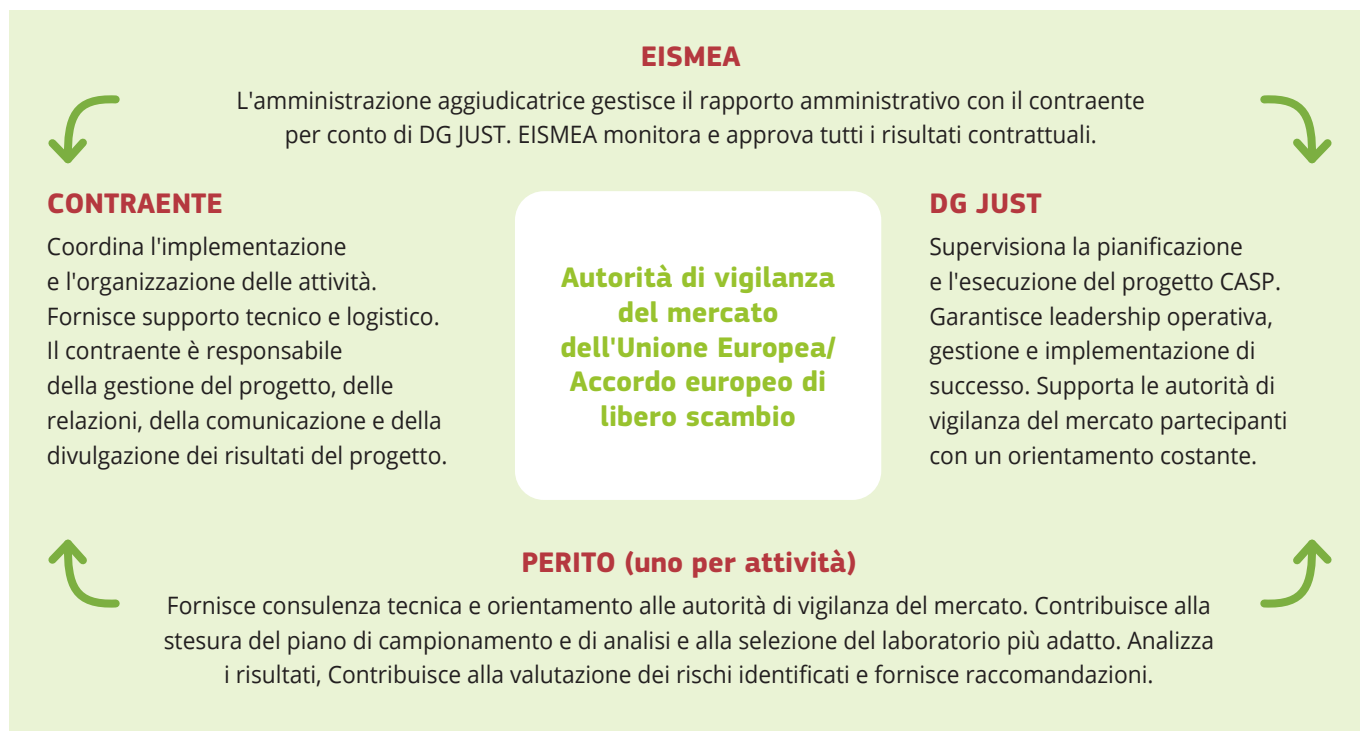 EISMEA
L'amministrazione aggiudicatrice gestisce il rapporto amministrativo con il contraente
per conto di DG JUST. EISMEA monitora e approva tutti i risultati contrattuali.
CONTRAENTE
Coordina l'implementazione
e l'organizzazione delle attività.
Fornisce supporto tecnico e logistico.
Il contraente è responsabile
della gestione del progetto, delle
relazioni, della comunicazione e della
divulgazione dei risultati del progetto.
Autorità di vigilanza
del mercato
dell'Unione Europea/
Accordo europeo di
libero scambio
DG JUST
Supervisiona la pianificazione
e l'esecuzione del progetto CASP.
Garantisce leadership operativa,
gestione e implementazione di
successo. Supporta le autorità di
vigilanza del mercato partecipanti
con un orientamento costante.
PERITO (uno per attività)
Fornisce consulenza tecnica e orientamento alle autorità di vigilanza del mercato. Contribuisce alla
stesura del piano di campionamento e di analisi e alla selezione del laboratorio più adatto. Analizza
i risultati, Contribuisce alla valutazione dei rischi identificati e fornisce raccomandazioni.